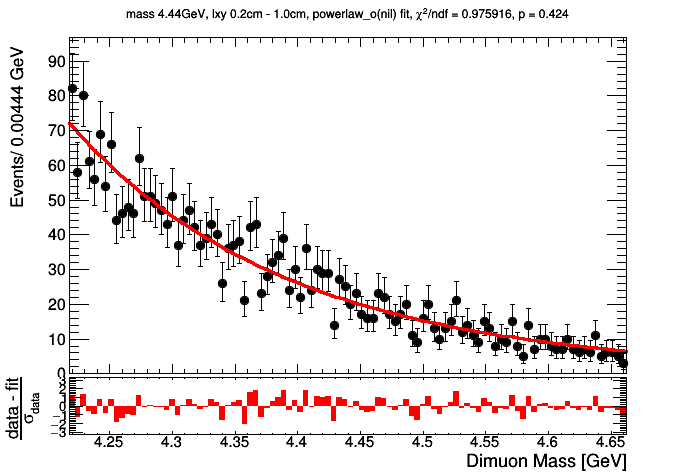 mass 4.44GeV, lxy 0.2cm - 1.0cm, powerlaw_o(nil) fit, χ²/ndf = 0.975916, p = 0.424
Events/ 0.00444 GeV
90
80
70
60
50
40
30
20
10
0
data - fit
σdata
3
2
1
0
−1
−2
−3
4.25 4.3 4.35 4.4 4.45 4.5 4.55 4.6 4.65
Dimuon Mass [GeV]